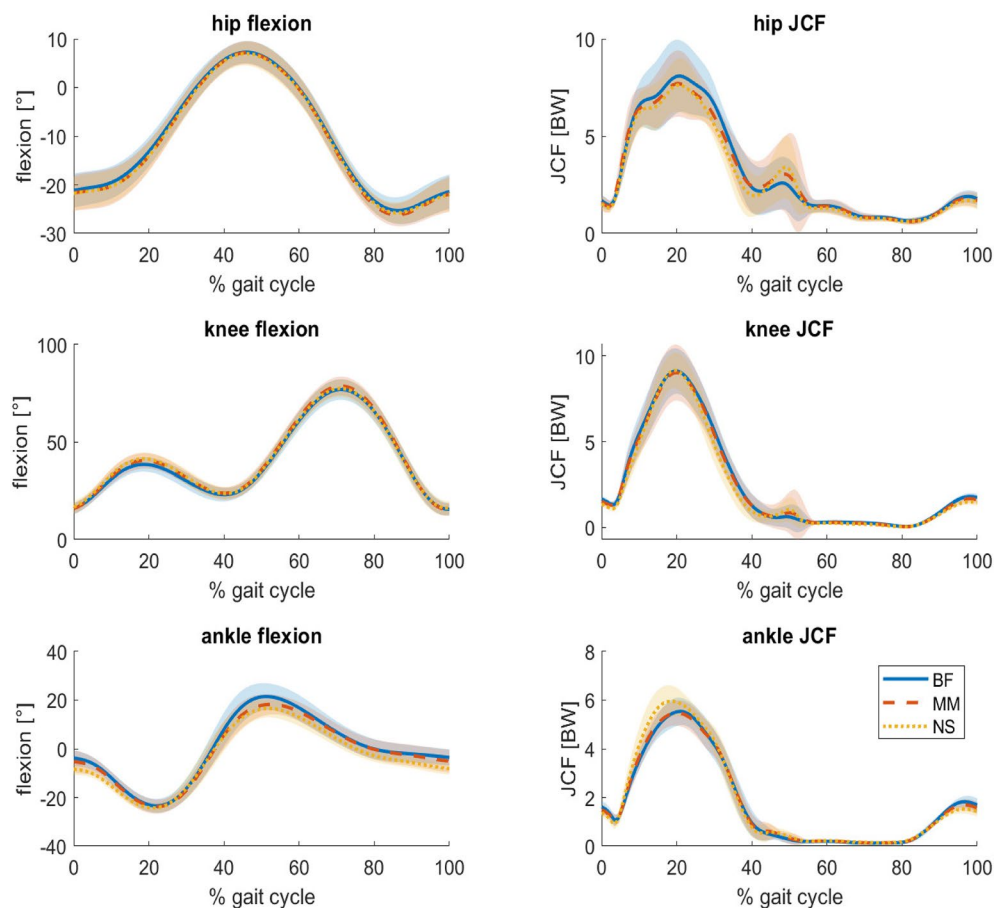 hip flexion
flexion [°]
10
0
-10
-20
-30
0 20 40 60 80 100
% gait cycle
hip JCF
JCF [BW]
10
5
0
0 20 40 60 80 100
% gait cycle
knee flexion
flexion [°]
100
50
0
0 20 40 60 80 100
% gait cycle
knee JCF
JCF [BW]
10
5
0
0 20 40 60 80 100
% gait cycle
ankle flexion
flexion [°]
40
20
0
-20
-40
0 20 40 60 80 100
% gait cycle
ankle JCF
JCF [BW]
8
6
4
2
0
0 20 40 60 80 100
% gait cycle
BF
MM
NS